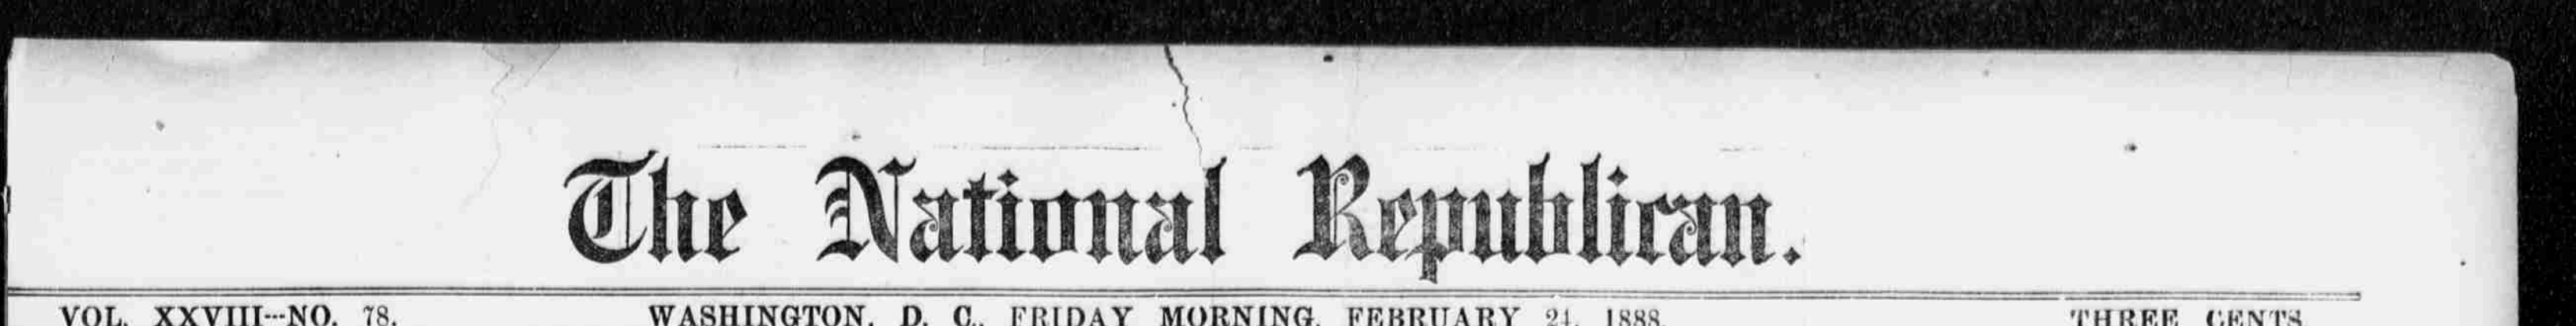 The National Republican.
VOL. XXVIII---NO. 78. WASHINGTON, D. C., FRIDAY MORNING, FEBRUARY 24, 1888. THREE CENTS